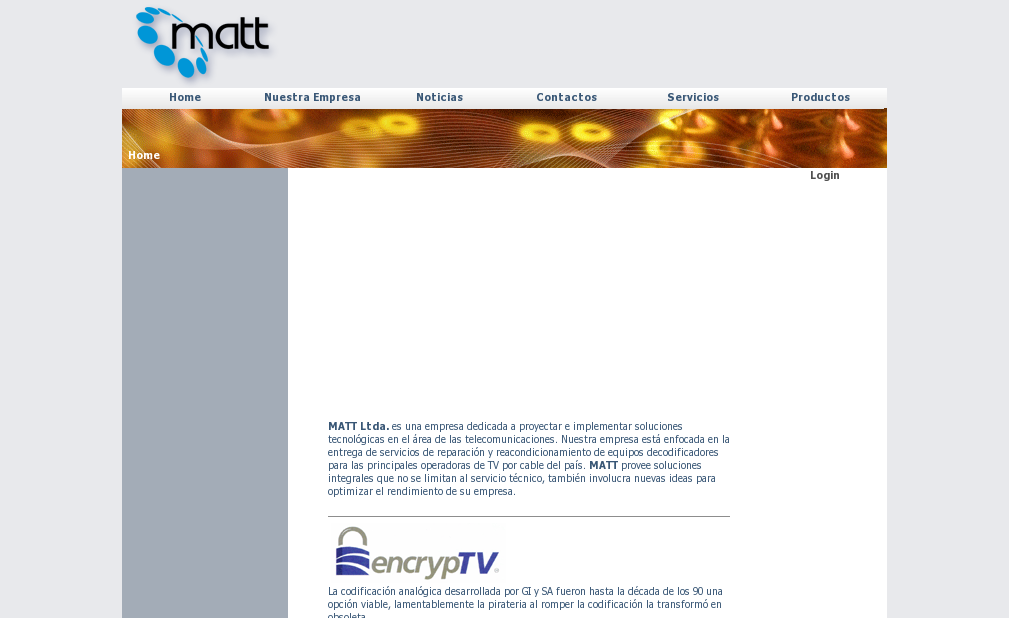 matt
Home Nuestra Empresa Noticias Contactos Servicios Productos
Home
Login
MATT Ltda. es una empresa dedicada a proyectar e implementar soluciones
tecnológicas en el área de las telecomunicaciones. Nuestra empresa está enfocada en la
entrega de servicios de reparación y reacondicionamiento de equipos decodificadores
para las principales operadoras de TV por cable del país. MATT provee soluciones
integrales que no se limitan al servicio técnico, también involucra nuevas ideas para
optimizar el rendimiento de su empresa.
encrypTV
La codificación analógica desarrollada por GI y SA fueron hasta la década de los 90 una
opción viable, lamentablemente la pirateria al romper la codificación la transformó en
obsoleta